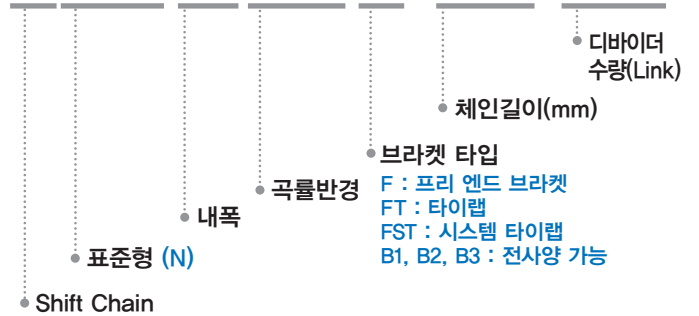 디바이더
수량(Link)
체인길이(mm)
브라켓 타입
F : 프리 엔드 브라켓
FT : 타이랩
FST : 시스템 타이랩
B1, B2, B3 : 전사양 가능
곡률반경
내폭
표준형 (N)
Shift Chain